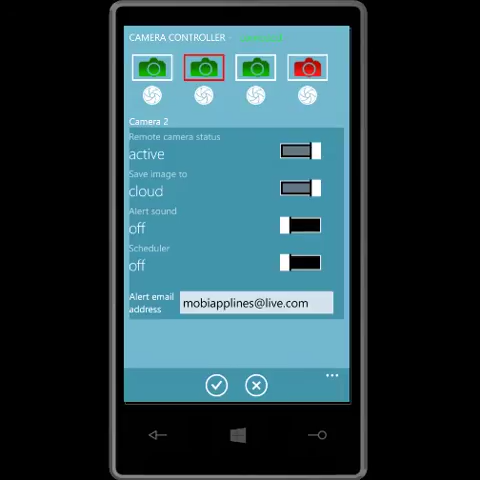 CAMERA CONTROLLER
Camera 2
Remote camera status
active
Save image to
cloud
Alert sound
off
Scheduler
off
Alert email
address
mobiapplines@live.com